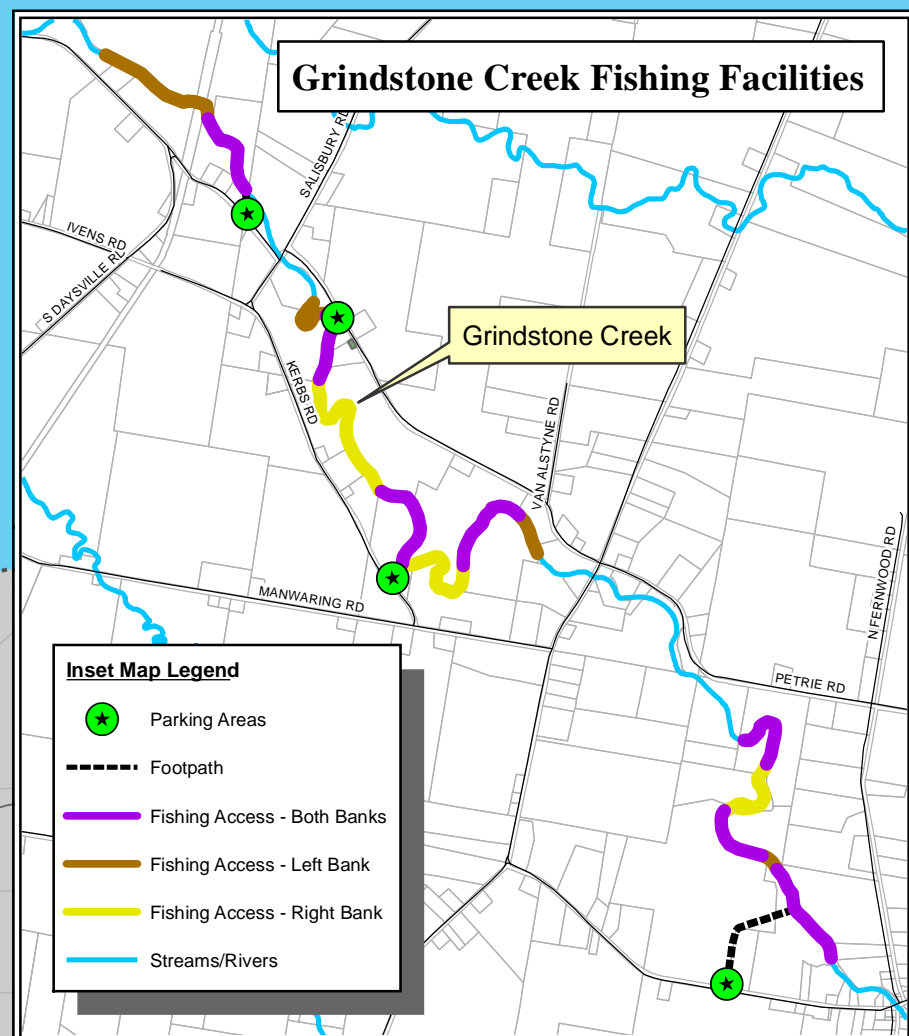 Grindstone Creek Fishing Facilities
SALISBURY RD
IVENS RD
S DAYSVILLE RD
Grindstone Creek
KERBS RD
VAN ALSTYNE RD
N FERNWOOD RD
MANWARING RD
PETRIE RD
Inset Map Legend
Parking Areas
Footpath
Fishing Access - Both Banks
Fishing Access - Left Bank
Fishing Access - Right Bank
Streams/Rivers